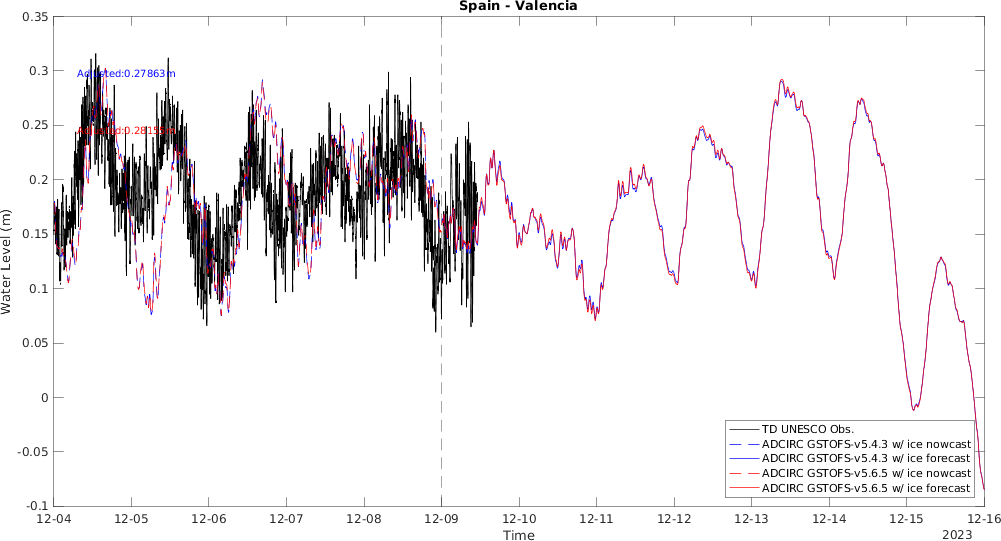 Spain - Valencia
0.35
0.3
0.25
0.2
0.15
0.1
0.05
0
-0.05
-0.1
Water Level (m)
Adjusted:0.27863m
TD UNESCO Obs.
ADCIRC GSTOFS-v5.4.3 w/ ice nowcast
ADCIRC GSTOFS-v5.4.3 w/ ice forecast
ADCIRC GSTOFS-v5.6.5 w/ ice nowcast
ADCIRC GSTOFS-v5.6.5 w/ ice forecast
12-04 12-05 12-06 12-07 12-08 12-09 12-10 12-11 12-12 12-13 12-14 12-15 12-16
Time
2023